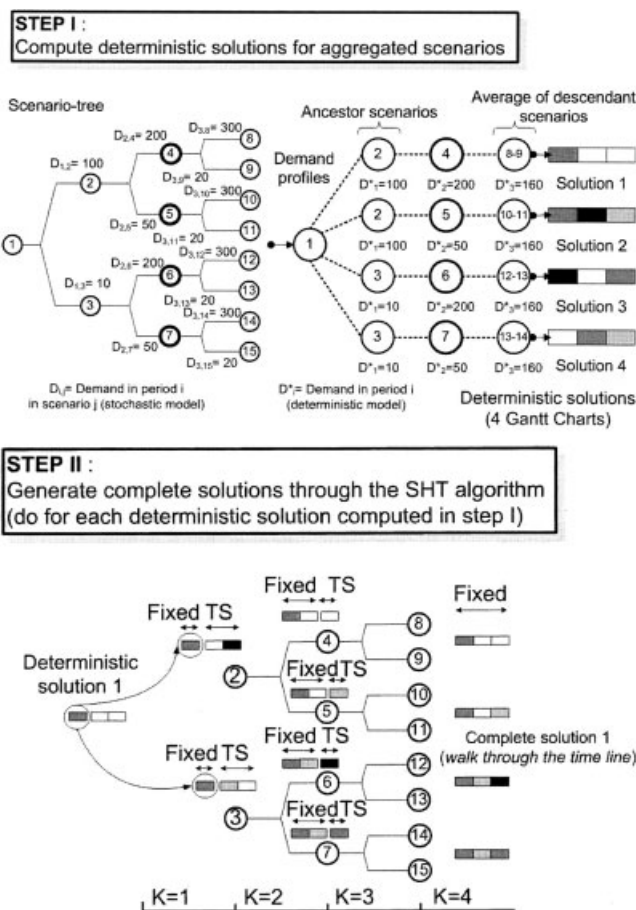 STEP I :
Compute deterministic solutions for aggregated scenarios
Scenario-tree
Ancestor scenarios
Average of descendant
scenarios
Demand
profiles
D1,2= 100
D2,4= 200
D3,8= 300
D3,9= 20
D3,10= 300
D2,5= 50
D3,11= 20
D3,12= 300
D2,6= 200
D1,3= 10
D3,13= 20
D3,14= 300
D2,7= 50
D3,15= 20
1
2
3
4
5
6
7
8
9
10
11
12
13
14
15
1
2 4 8-9
D*1=100 D*2=200 D*3=160
Solution 1
2 5 10-11
D*1=100 D*2=50 D*3=160
Solution 2
3 6 12-13
D*1=10 D*2=200 D*3=160
Solution 3
3 7 13-14
D*1=10 D*2=50 D*3=160
Solution 4
Di,j= Demand in period i
in scenario j (stochastic model)
D*i= Demand in period i
(deterministic model)
Deterministic solutions
(4 Gantt Charts)
STEP II :
Generate complete solutions through the SHT algorithm
(do for each deterministic solution computed in step I)
Fixed TS
Fixed
Fixed TS
Deterministic
solution 1
2
4
8
9
Fixed TS
5
10
11
Fixed TS
Complete solution 1
(walk through the time line)
Fixed TS
3
6
12
13
Fixed TS
7
14
15
K=1 K=2 K=3 K=4